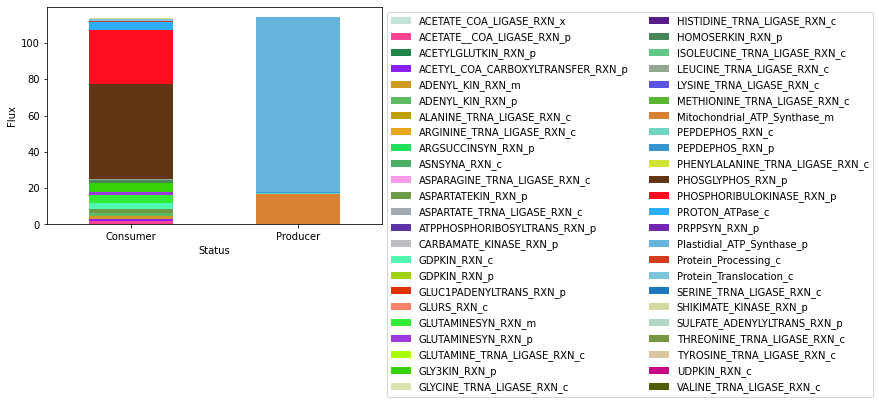 100
80
60
40
20
0
Flux
Consumer
Producer
Status
ACETATE_COA_LIGASE_RXN_x
ACETATE__COA_LIGASE_RXN_p
ACETYLGLUTKIN_RXN_p
ACETYL_COA_CARBOXYLTRANSFER_RXN_p
ADENYL_KIN_RXN_m
ADENYL_KIN_RXN_p
ALANINE_TRNA_LIGASE_RXN_c
ARGININE_TRNA_LIGASE_RXN_c
ARGSUCCINSYN_RXN_p
ASNSYNA_RXN_c
ASPARAGINE_TRNA_LIGASE_RXN_c
ASPARTATEKIN_RXN_p
ASPARTATE_TRNA_LIGASE_RXN_c
ATPPHOSPHORIBOSYLTRANS_RXN_p
CARBAMATE_KINASE_RXN_p
GDPKIN_RXN_c
GDPKIN_RXN_p
GLUC1PADENYLTRANS_RXN_p
GLURS_RXN_c
GLUTAMINESYN_RXN_m
GLUTAMINESYN_RXN_p
GLUTAMINE_TRNA_LIGASE_RXN_c
GLY3KIN_RXN_p
GLYCINE_TRNA_LIGASE_RXN_c
HISTIDINE_TRNA_LIGASE_RXN_c
HOMOSERKIN_RXN_p
ISOLEUCINE_TRNA_LIGASE_RXN_c
LEUCINE_TRNA_LIGASE_RXN_c
LYSINE_TRNA_LIGASE_RXN_c
METHIONINE_TRNA_LIGASE_RXN_c
Mitochondrial_ATP_Synthase_m
PEPDEPHOS_RXN_c
PEPDEPHOS_RXN_p
PHENYLALANINE_TRNA_LIGASE_RXN_c
PHOSGLYPHOS_RXN_p
PHOSPHORIBULOKINASE_RXN_p
PROTON_ATPase_c
PRPPSYN_RXN_p
Plastidial_ATP_Synthase_p
Protein_Processing_c
Protein_Translocation_c
SERINE_TRNA_LIGASE_RXN_c
SHIKIMATE_KINASE_RXN_p
SULFATE_ADENYLYLTRANS_RXN_p
THREONINE_TRNA_LIGASE_RXN_c
TYROSINE_TRNA_LIGASE_RXN_c
UDPKIN_RXN_c
VALINE_TRNA_LIGASE_RXN_c